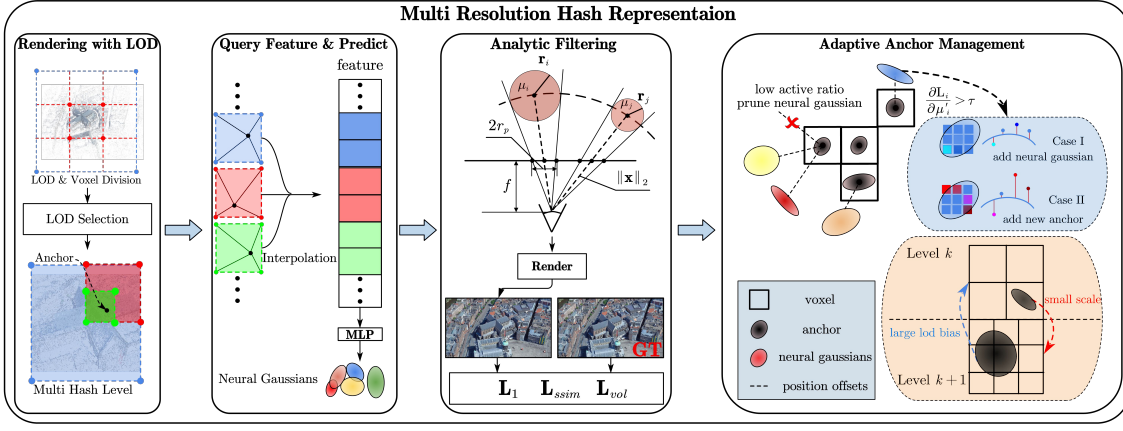 Multi Resolution Hash Representaion
Rendering with LOD
LOD & Voxel Division
LOD Selection
Anchor
Multi Hash Level
Query Feature & Predict
feature
Interpolation
MLP
Neural Gaussians
Analytic Filtering
r_i
μ_i
r_j
μ_j
2r_p
f
‖x‖_2
Render
GT
L_1 L_ssim L_vol
Adaptive Anchor Management
low active ratio
prune neural gaussian
∂L_i/∂μ'_i > τ
Case I
add neural gaussian
Case II
add new anchor
voxel
anchor
neural gaussians
position offsets
Level k
small scale
large lod bias
Level k+1